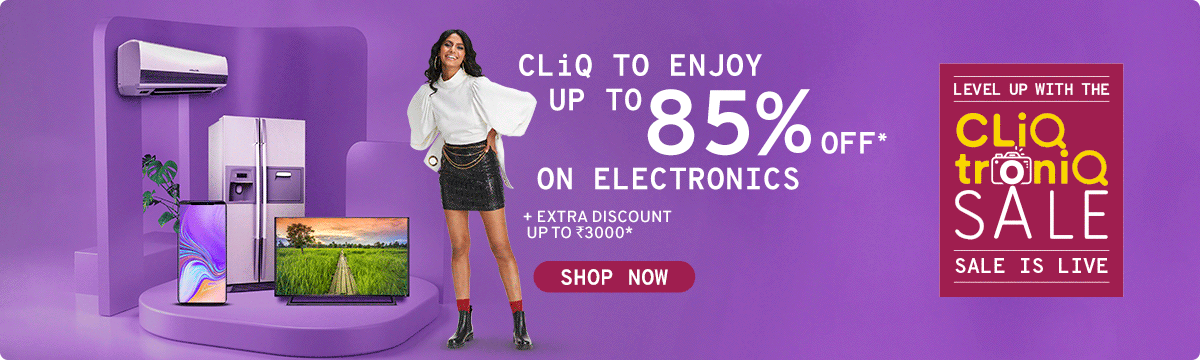 CLiQ TO ENJOY
UP TO 85% OFF*
ON ELECTRONICS
+ EXTRA DISCOUNT
UP TO ₹3000*
SHOP NOW
LEVEL UP WITH THE
CLiQ
troniQ
SALE
SALE IS LIVE